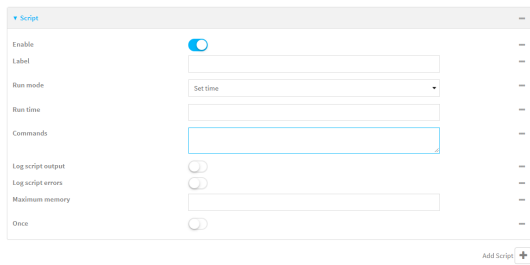 Script
Enable
Label
Run mode
Set time
Run time
Commands
Log script output
Log script errors
Maximum memory
Once
Add Script